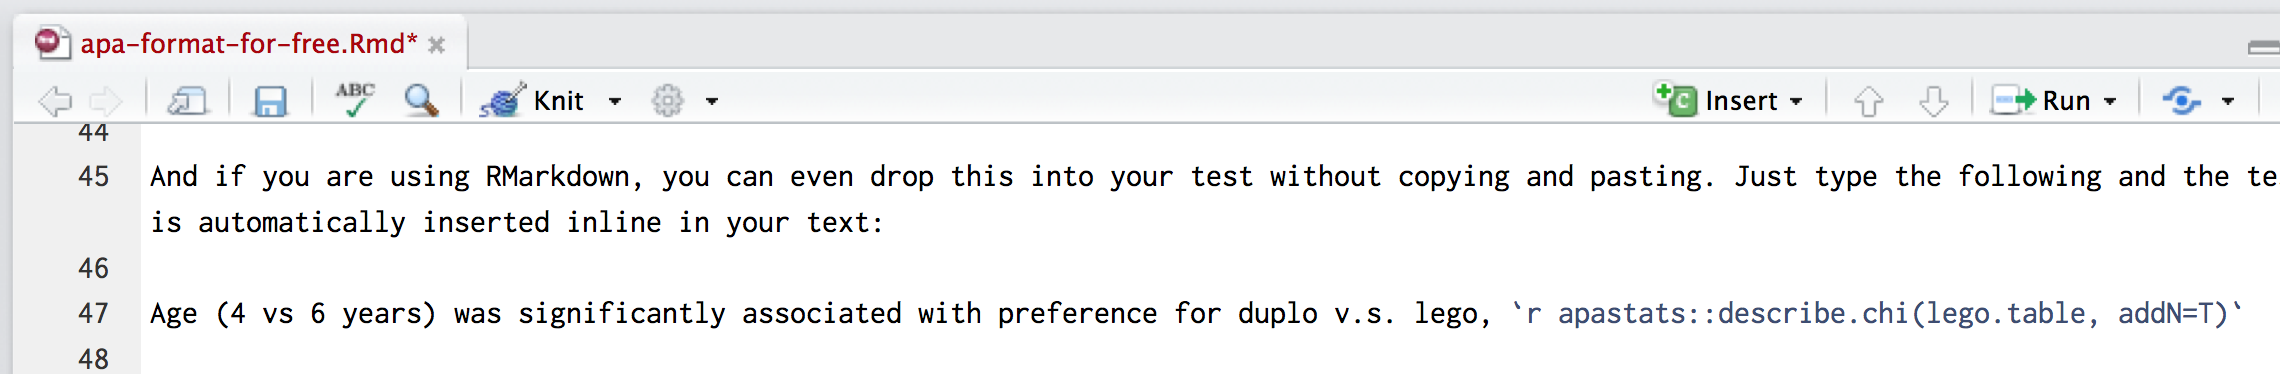 apa-format-for-free.Rmd*
ABC Knit Insert Run
44
45 And if you are using RMarkdown, you can even drop this into your test without copying and pasting. Just type the following and the
is automatically inserted inline in your text:
46
47 Age (4 vs 6 years) was significantly associated with preference for duplo v.s. lego, `r apastats::describe.chi(lego.table, addN=T)`
48